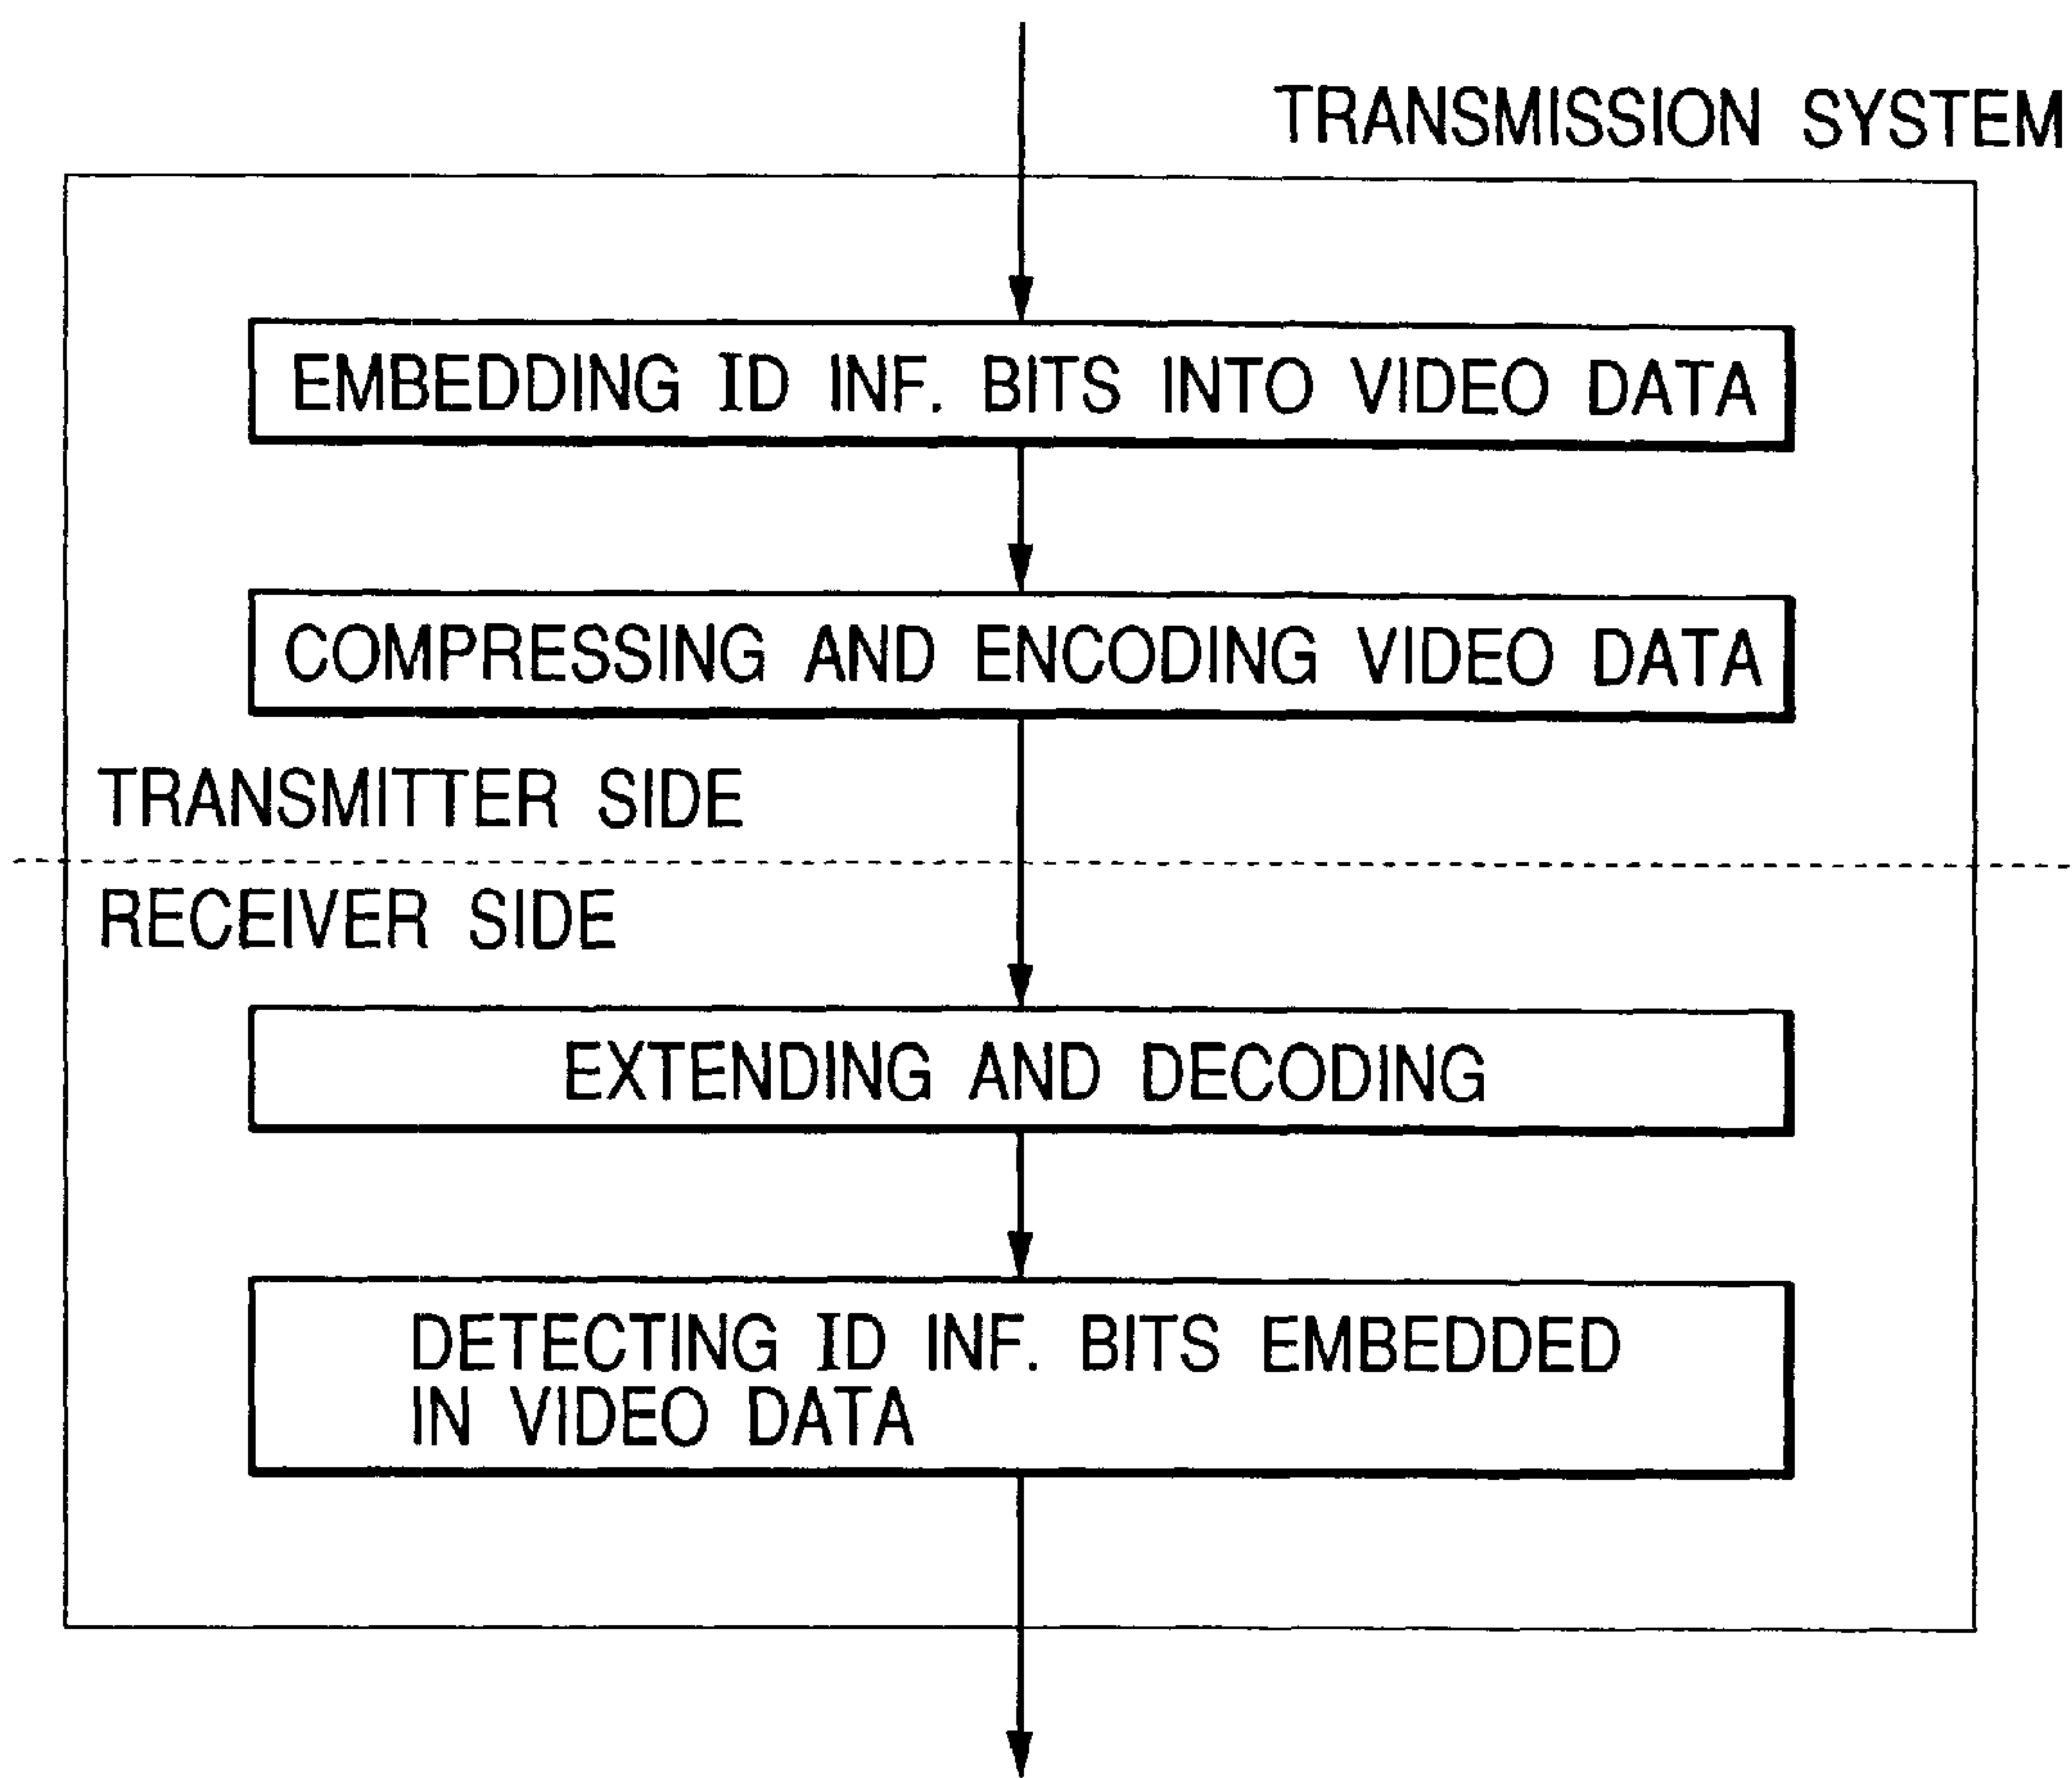 TRANSMISSION SYSTEM
EMBEDDING ID INF. BITS INTO VIDEO DATA
COMPRESSING AND ENCODING VIDEO DATA
TRANSMITTER SIDE
RECEIVER SIDE
EXTENDING AND DECODING
DETECTING ID INF. BITS EMBEDDED
IN VIDEO DATA